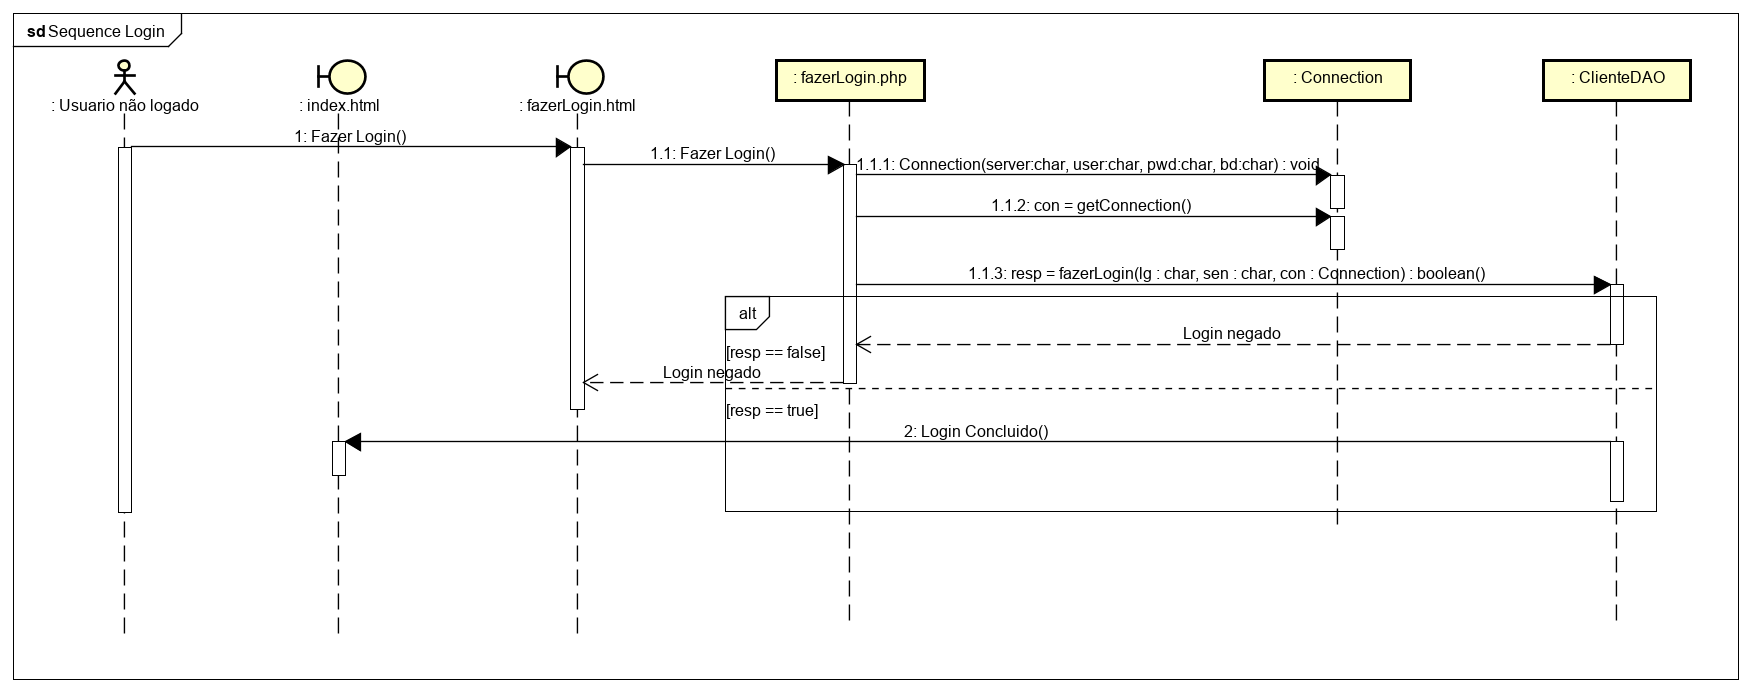 sd Sequence Login
: Usuario não logado
: index.html
: fazerLogin.html
: fazerLogin.php
: Connection
: ClienteDAO
1: Fazer Login()
1.1: Fazer Login()
1.1.1: Connection(server:char, user:char, pwd:char, bd:char) : void
1.1.2: con = getConnection()
1.1.3: resp = fazerLogin(lg : char, sen : char, con : Connection) : boolean()
alt
Login negado
[resp == false]
Login negado
[resp == true]
2: Login Concluido()